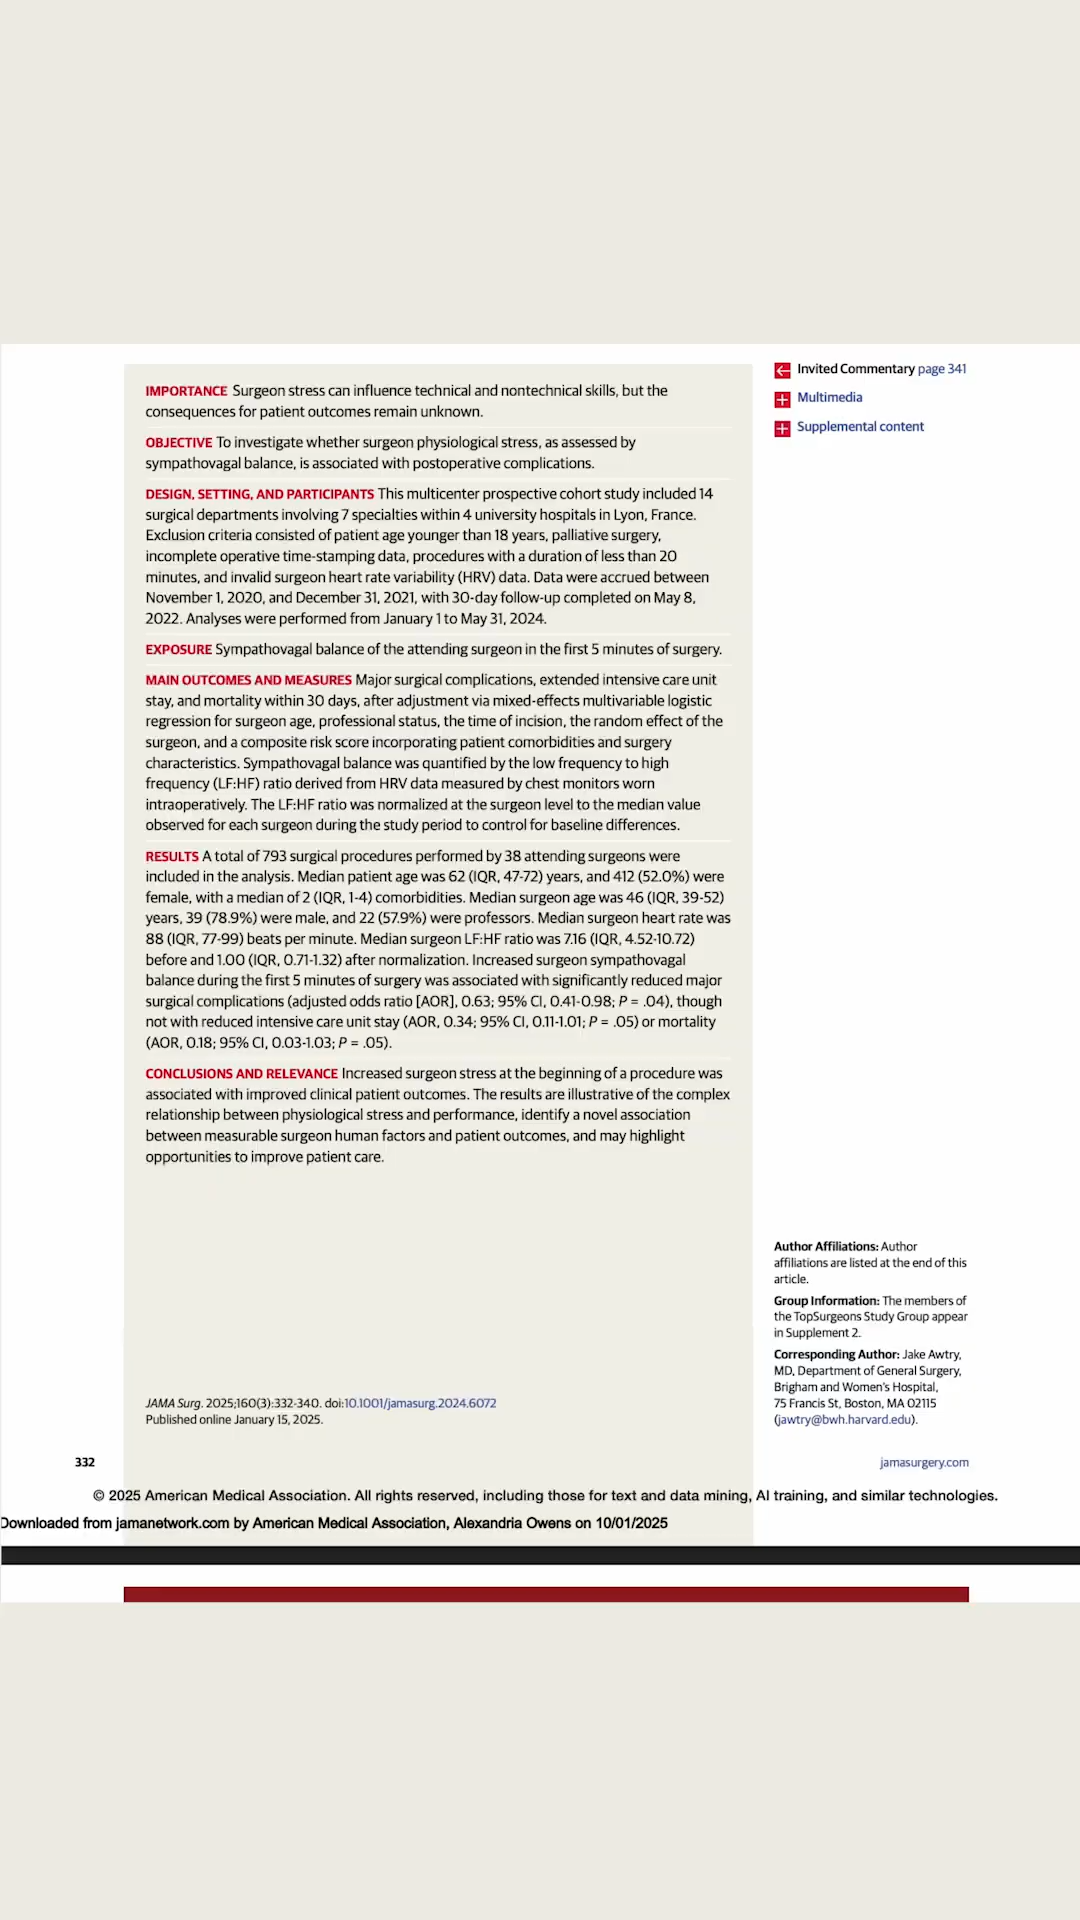 IMPORTANCE Surgeon stress can influence technical and nontechnical skills, but the
consequences for patient outcomes remain unknown.
OBJECTIVE To investigate whether surgeon physiological stress, as assessed by
sympathovagal balance, is associated with postoperative complications.
DESIGN, SETTING, AND PARTICIPANTS This multicenter prospective cohort study included 14
surgical departments involving 7 specialties within 4 university hospitals in Lyon, France.
Exclusion criteria consisted of patient age younger than 18 years, palliative surgery,
incomplete operative time-stamping data, procedures with a duration of less than 20
minutes, and invalid surgeon heart rate variability (HRV) data. Data were accrued between
November 1, 2020, and December 31, 2021, with 30-day follow-up completed on May 8,
2022. Analyses were performed from January 1 to May 31, 2024.
EXPOSURE Sympathovagal balance of the attending surgeon in the first 5 minutes of surgery.
MAIN OUTCOMES AND MEASURES Major surgical complications, extended intensive care unit
stay, and mortality within 30 days, after adjustment via mixed-effects multivariable logistic
regression for surgeon age, professional status, the time of incision, the random effect of the
surgeon, and a composite risk score incorporating patient comorbidities and surgery
characteristics. Sympathovagal balance was quantified by the low frequency to high
frequency (LF:HF) ratio derived from HRV data measured by chest monitors worn
intraoperatively. The LF:HF ratio was normalized at the surgeon level to the median value
observed for each surgeon during the study period to control for baseline differences.
RESULTS A total of 793 surgical procedures performed by 38 attending surgeons were
included in the analysis. Median patient age was 62 (IQR, 47-72) years, and 412 (52.0%) were
female, with a median of 2 (IQR, 1-4) comorbidities. Median surgeon age was 46 (IQR, 39-52)
years, 39 (78.9%) were male, and 22 (57.9%) were professors. Median surgeon heart rate was
88 (IQR, 77-99) beats per minute. Median surgeon LF:HF ratio was 7.16 (IQR, 4.52-10.72)
before and 1.00 (IQR, 0.71-1.32) after normalization. Increased surgeon sympathovagal
balance during the first 5 minutes of surgery was associated with significantly reduced major
surgical complications (adjusted odds ratio [AOR], 0.63; 95% CI, 0.41-0.98; P = .04), though
not with reduced intensive care unit stay (AOR, 0.34; 95% CI, 0.11-1.01; P = .05) or mortality
(AOR, 0.18; 95% CI, 0.03-1.03; P = .05).
CONCLUSIONS AND RELEVANCE Increased surgeon stress at the beginning of a procedure was
associated with improved clinical patient outcomes. The results are illustrative of the complex
relationship between physiological stress and performance, identify a novel association
between measurable surgeon human factors and patient outcomes, and may highlight
opportunities to improve patient care.
JAMA Surg. 2025;160(3):332-340. doi:10.1001/jamasurg.2024.6072
Published online January 15, 2025.
Invited Commentary page 341
Multimedia
Supplemental content
Author Affiliations: Author
affiliations are listed at the end of this
article.
Group Information: The members of
the TopSurgeons Study Group appear
in Supplement 2.
Corresponding Author: Jake Awtry,
MD, Department of General Surgery,
Brigham and Women's Hospital,
75 Francis St, Boston, MA 02115
(jawtry@bwh.harvard.edu).
332
jamasurgery.com
© 2025 American Medical Association. All rights reserved, including those for text and data mining, AI training, and similar technologies.
Downloaded from jamanetwork.com by American Medical Association, Alexandria Owens on 10/01/2025